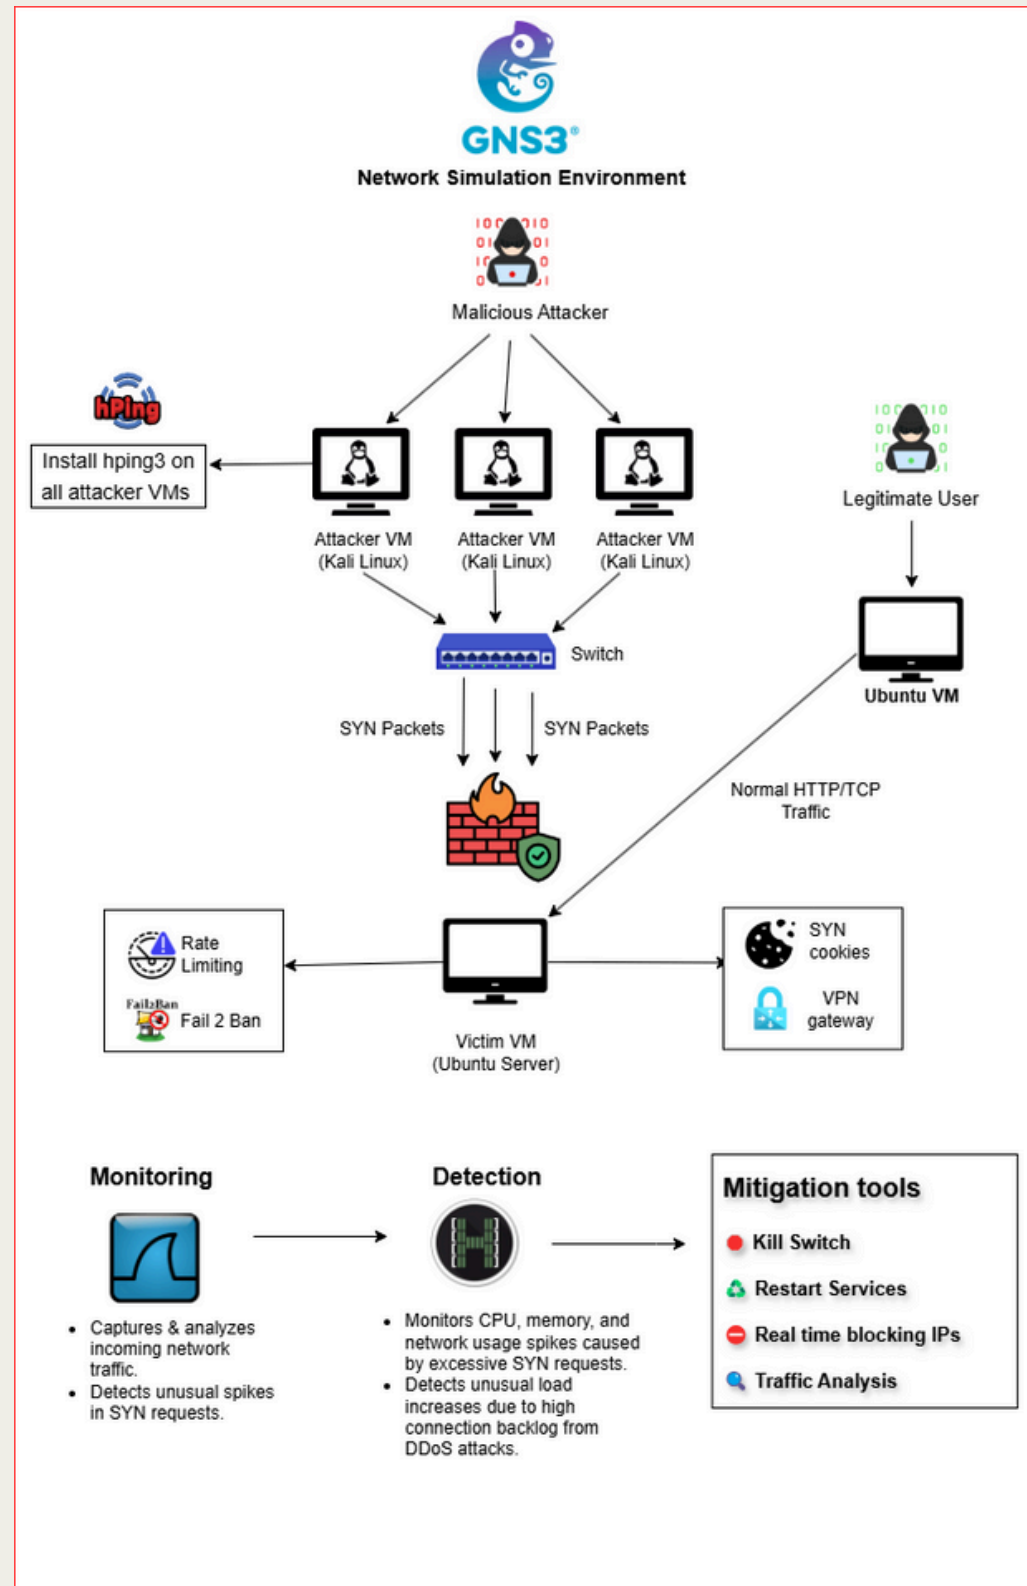 GNS3®
Network Simulation Environment
Malicious Attacker
hPing
Install hping3 on
all attacker VMs
Attacker VM
(Kali Linux)
Attacker VM
(Kali Linux)
Attacker VM
(Kali Linux)
Legitimate User
Switch
Ubuntu VM
SYN Packets
SYN Packets
Normal HTTP/TCP
Traffic
Rate
Limiting
Fail2Ban
Fail 2 Ban
SYN
cookies
VPN
gateway
Victim VM
(Ubuntu Server)
Monitoring
• Captures & analyzes
incoming network
traffic.
• Detects unusual spikes
in SYN requests.
Detection
• Monitors CPU, memory, and
network usage spikes caused
by excessive SYN requests.
• Detects unusual load
increases due to high
connection backlog from
DDoS attacks.
Mitigation tools
Kill Switch
Restart Services
Real time blocking IPs
Traffic Analysis